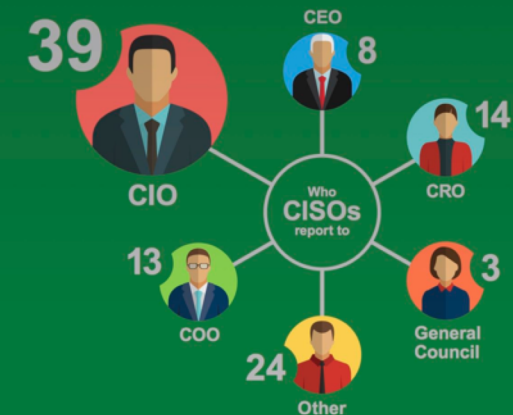 39
CIO
CEO
8
14
CRO
Who
CISOs
report to
13
COO
3
General
Council
24
Other